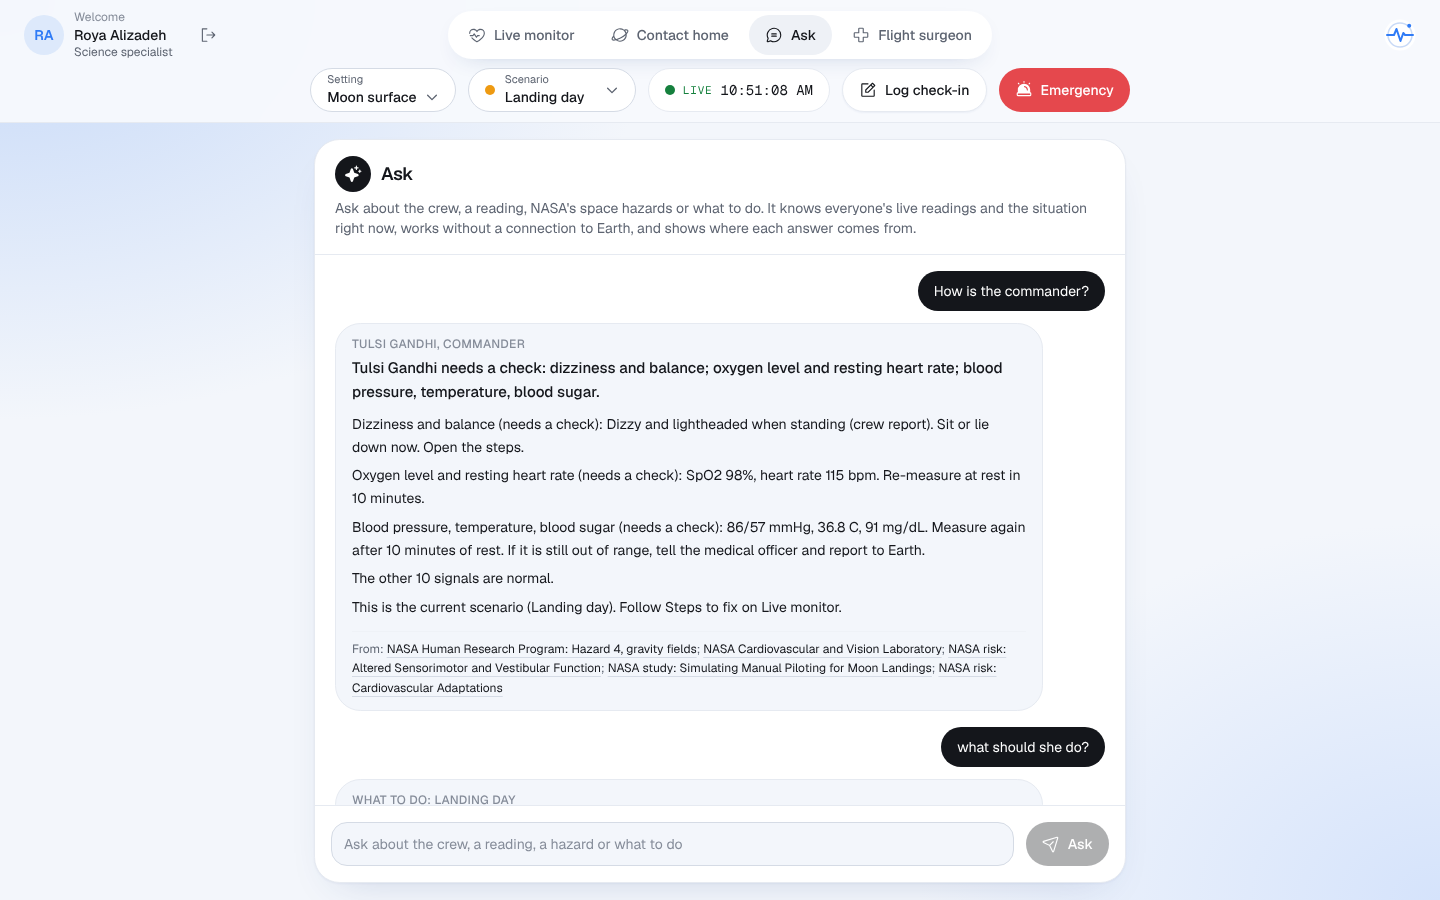 RA
Welcome
Roya Alizadeh
Science specialist
Live monitor
Contact home
Ask
Flight surgeon
Setting
Moon surface
Scenario
Landing day
LIVE 10:51:08 AM
Log check-in
Emergency
Ask
Ask about the crew, a reading, NASA's space hazards or what to do. It knows everyone's live readings and the situation
right now, works without a connection to Earth, and shows where each answer comes from.
How is the commander?
TULSI GANDHI, COMMANDER
Tulsi Gandhi needs a check: dizziness and balance; oxygen level and resting heart rate; blood
pressure, temperature, blood sugar.
Dizziness and balance (needs a check): Dizzy and lightheaded when standing (crew report). Sit or lie
down now. Open the steps.
Oxygen level and resting heart rate (needs a check): SpO2 98%, heart rate 115 bpm. Re-measure at rest in
10 minutes.
Blood pressure, temperature, blood sugar (needs a check): 86/57 mmHg, 36.8 C, 91 mg/dL. Measure again
after 10 minutes of rest. If it is still out of range, tell the medical officer and report to Earth.
The other 10 signals are normal.
This is the current scenario (Landing day). Follow Steps to fix on Live monitor.
From: NASA Human Research Program: Hazard 4, gravity fields; NASA Cardiovascular and Vision Laboratory; NASA risk:
Altered Sensorimotor and Vestibular Function; NASA study: Simulating Manual Piloting for Moon Landings; NASA risk:
Cardiovascular Adaptations
what should she do?
WHAT TO DO: LANDING DAY
Ask about the crew, a reading, a hazard or what to do
Ask